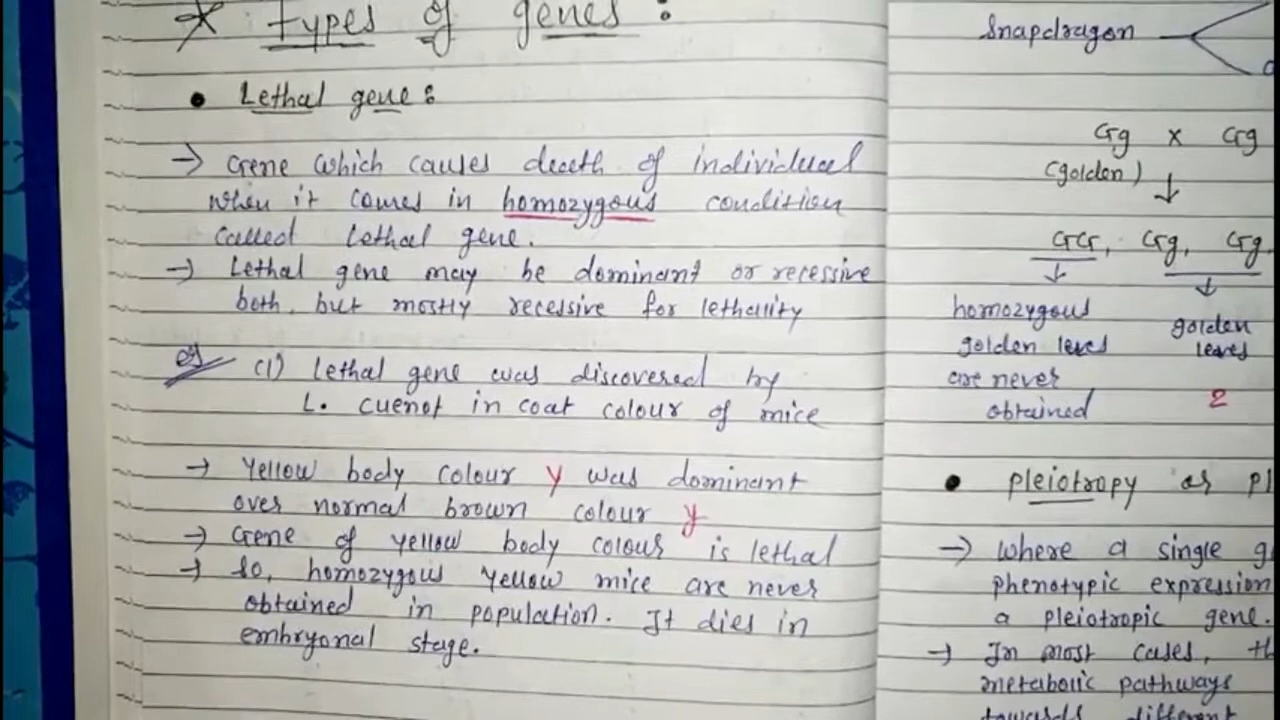 * Types of genes :
• Lethal gene :
→ Gene which causes death of individual
when it comes in homozygous condition
called lethal gene.
→ Lethal gene may be dominant or recessive
both, but mostly recessive for lethality
eg (1) Lethal gene was discovered by
L. cuenot in coat colour of mice
→ Yellow body colour Y was dominant
over normal brown colour y
→ Gene of yellow body colour is lethal
→ So, homozygous yellow mice are never
obtained in population. It dies in
embryonal stage.
Snapdragon
Gg x Gg
(golden) ↓
GG, Gg, Gg
↓ ↓
homozygous
golden leves
are never
obtained
golden
leaves
2
• pleiotropy or pl
→ where a single g
phenotypic expression
a pleiotropic gene.
→ In most cases, th
metabolic pathways
towards different